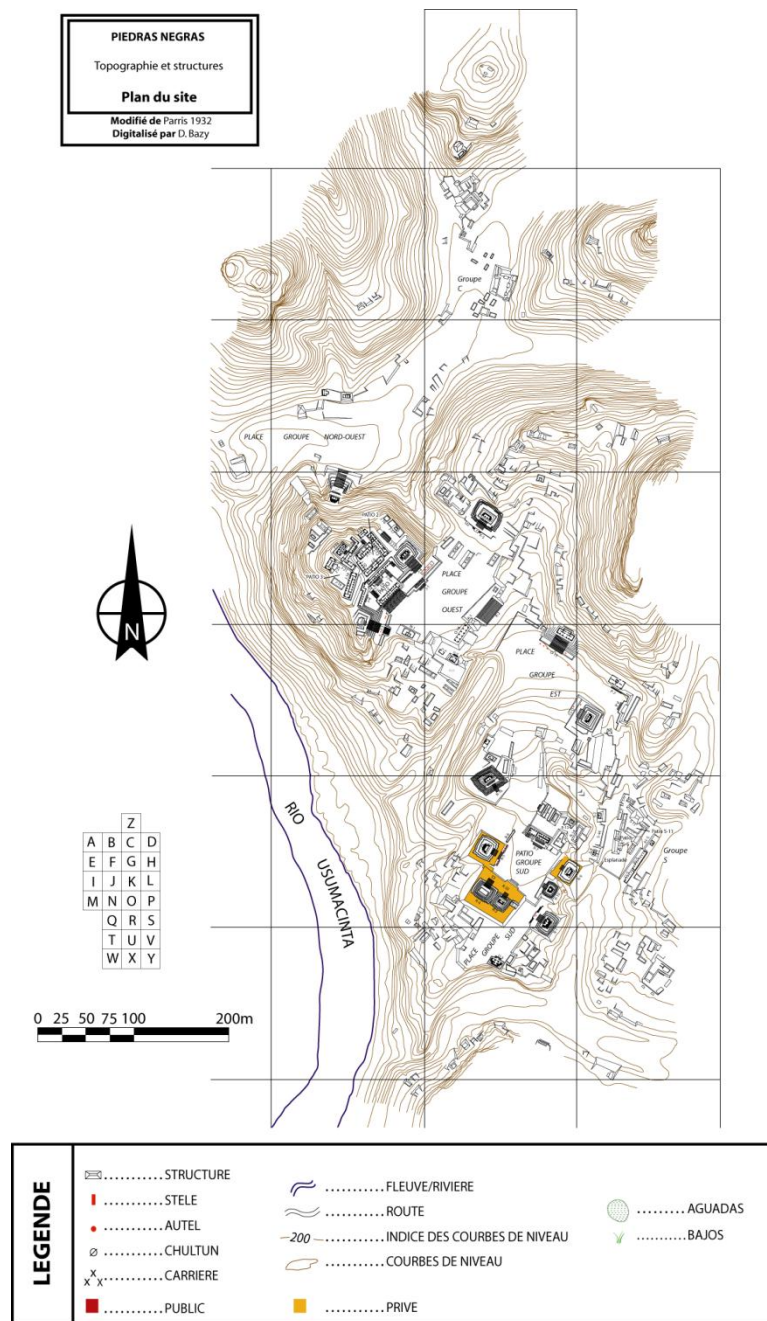 PIEDRAS NEGRAS
Topographie et structures
Plan du site
Modifié de Parris 1932
Digitalisé par D. Bazy
Groupe
C
PLACE GROUPE NORD-OUEST
PATIO 2
PATIO 3
PLACE
GROUPE
OUEST
PLACE
GROUPE
EST
N
RIO
USUMACINTA
PATIO
GROUPE
SUD
Esplanade
Patio S-11
Groupe
S
PLACE GROUPE SUD
Z
A B C D
E F G H
I J K L
M N O P
Q R S
T U V
W X Y
0 25 50 75 100 200m
LEGENDE
STRUCTURE
STELE
AUTEL
CHULTUN
CARRIERE
PUBLIC
FLEUVE/RIVIERE
ROUTE
200 INDICE DES COURBES DE NIVEAU
COURBES DE NIVEAU
PRIVE
AGUADAS
BAJOS